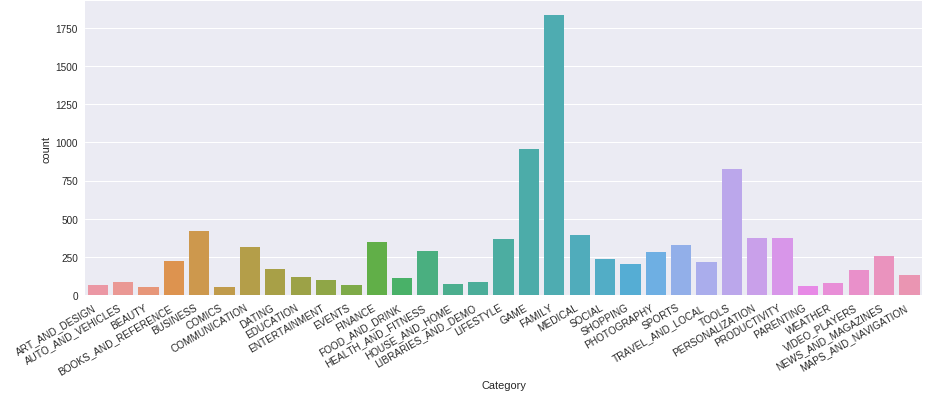 1750
1500
1250
1000
750
500
250
0
count
ART_AND_DESIGN
AUTO_AND_VEHICLES
BEAUTY
BOOKS_AND_REFERENCE
BUSINESS
COMICS
COMMUNICATION
DATING
EDUCATION
ENTERTAINMENT
EVENTS
FINANCE
FOOD_AND_DRINK
HEALTH_AND_FITNESS
HOUSE_AND_HOME
LIBRARIES_AND_DEMO
LIFESTYLE
GAME
FAMILY
MEDICAL
SOCIAL
SHOPPING
PHOTOGRAPHY
SPORTS
TRAVEL_AND_LOCAL
TOOLS
PERSONALIZATION
PRODUCTIVITY
PARENTING
WEATHER
VIDEO_PLAYERS
NEWS_AND_MAGAZINES
MAPS_AND_NAVIGATION
Category